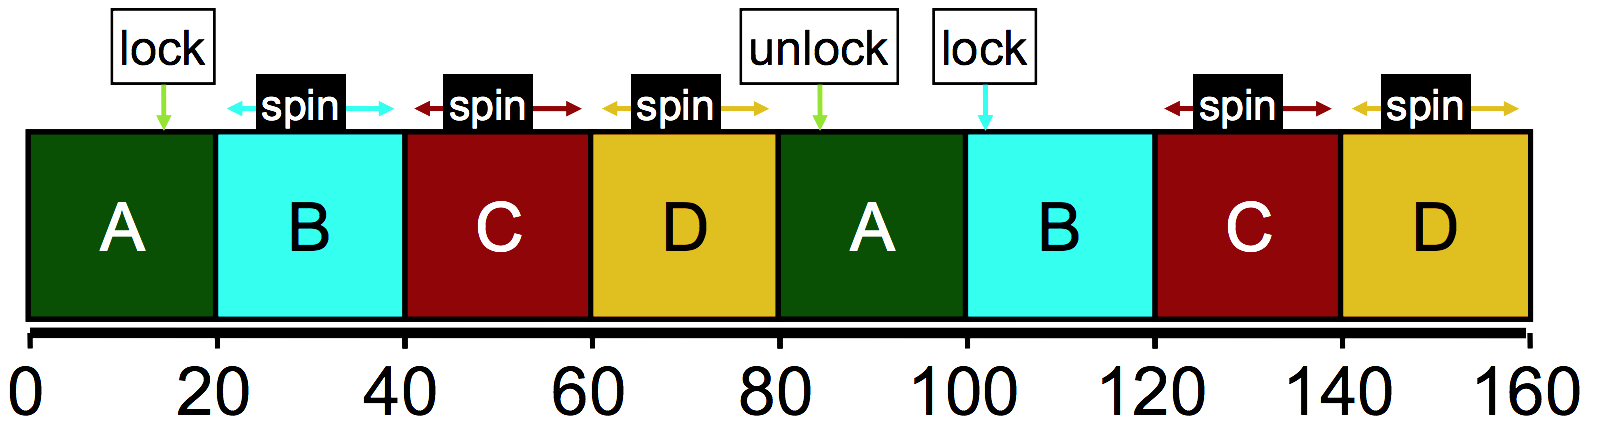 lock unlock lock
spin spin spin spin spin
A B C D A B C D
0 20 40 60 80 100 120 140 160